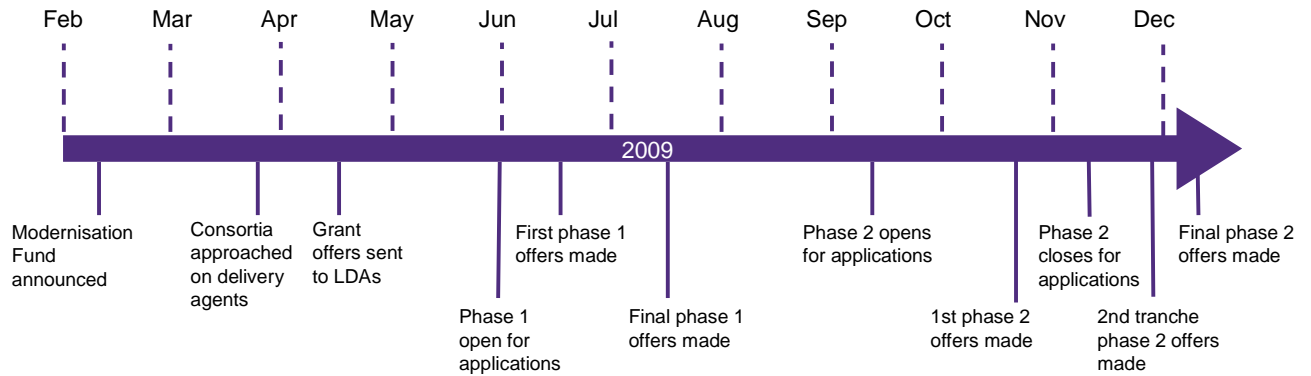 Feb Mar Apr May Jun Jul Aug Sep Oct Nov Dec
2009
Modernisation
Fund
announced
Consortia
approached
on delivery
agents
Grant
offers sent
to LDAs
Phase 1
open for
applications
First phase 1
offers made
Final phase 1
offers made
Phase 2 opens
for applications
1st phase 2
offers made
Phase 2
closes for
applications
2nd tranche
phase 2 offers
made
Final phase 2
offers made